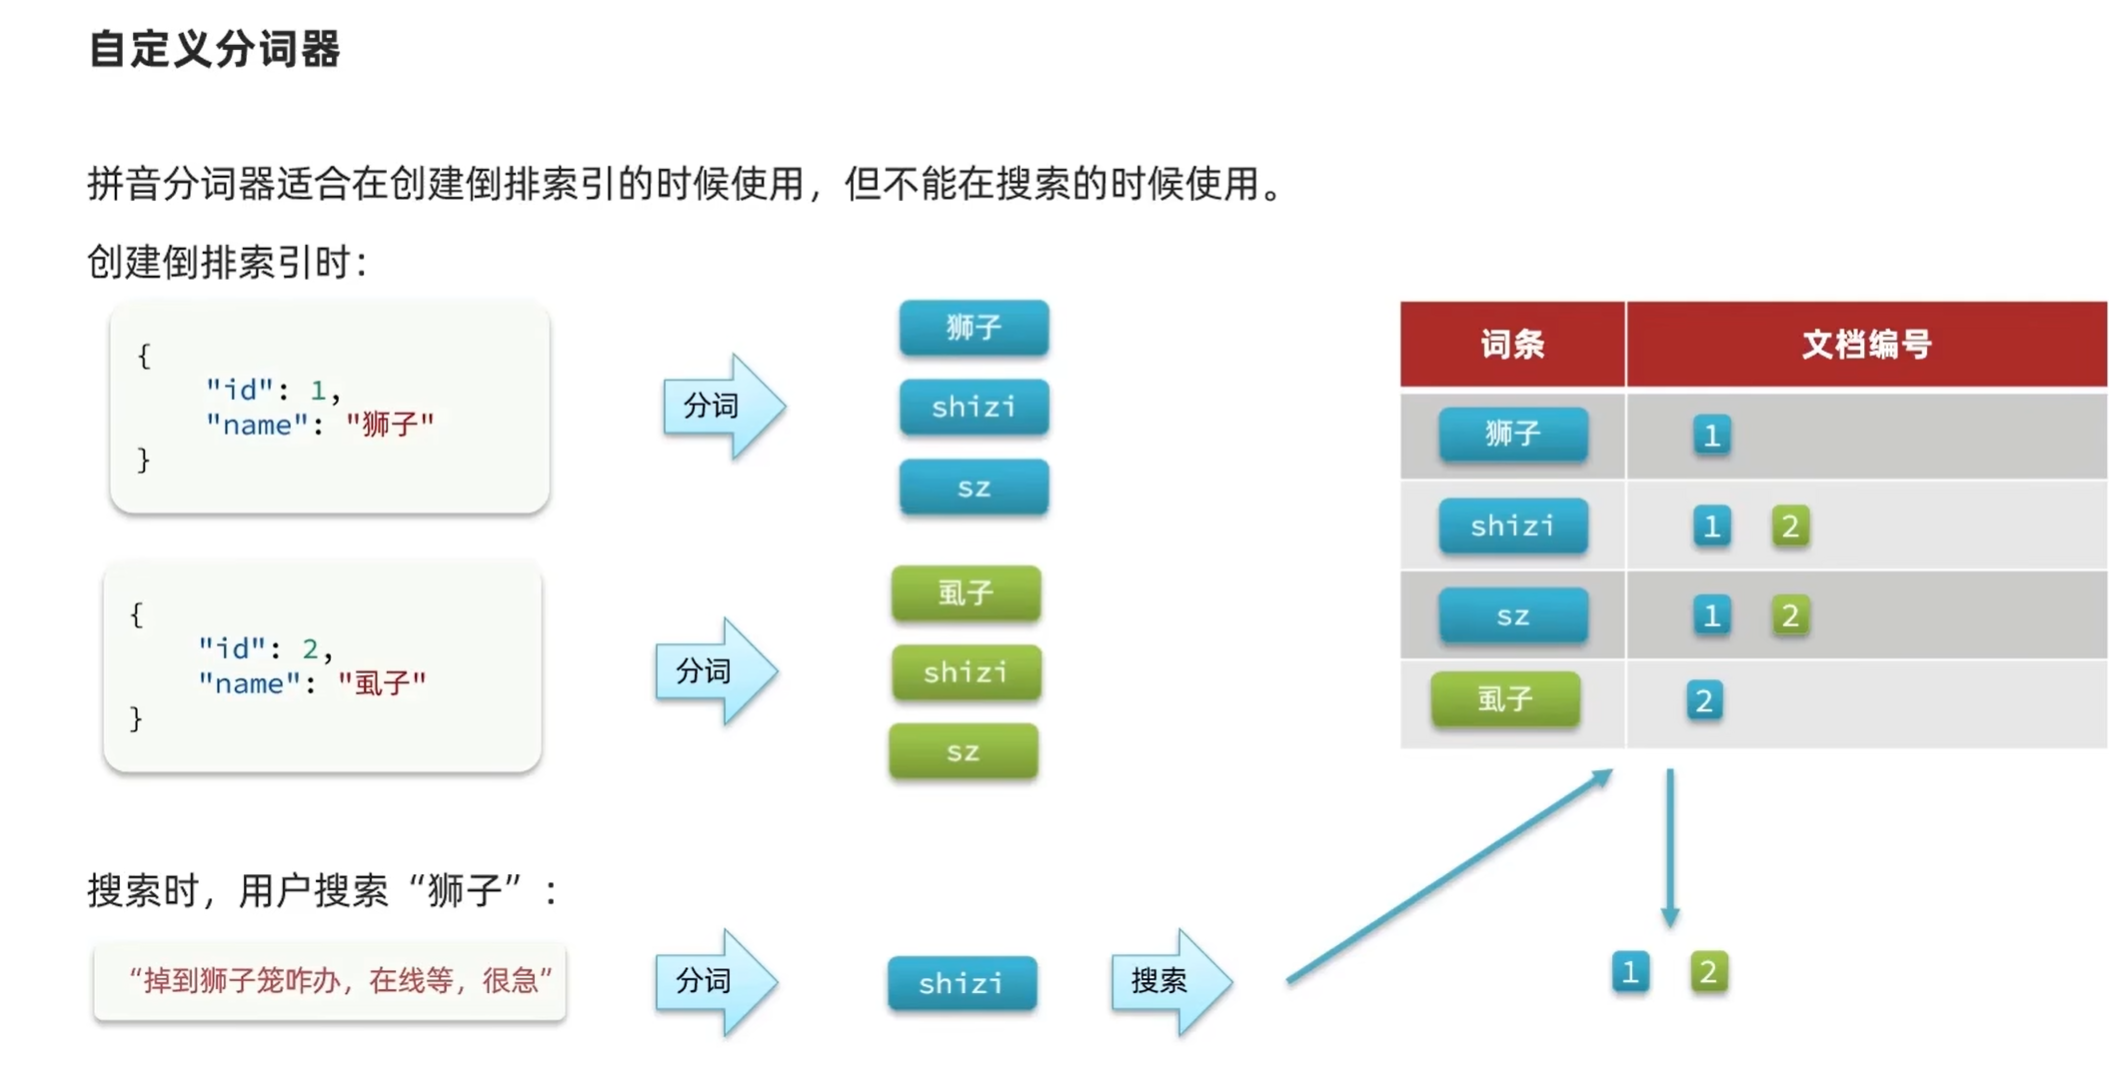 自定义分词器
拼音分词器适合在创建倒排索引的时候使用，但不能在搜索的时候使用。
创建倒排索引时：
{
"id": 1,
"name": "狮子"
}
分词
狮子
shizi
sz
{
"id": 2,
"name": "虱子"
}
分词
虱子
shizi
sz
词条 文档编号
狮子 1
shizi 1 2
sz 1 2
虱子 2
搜索时，用户搜索“狮子”：
“掉到狮子笼咋办，在线等，很急”
分词
shizi
搜索
1 2